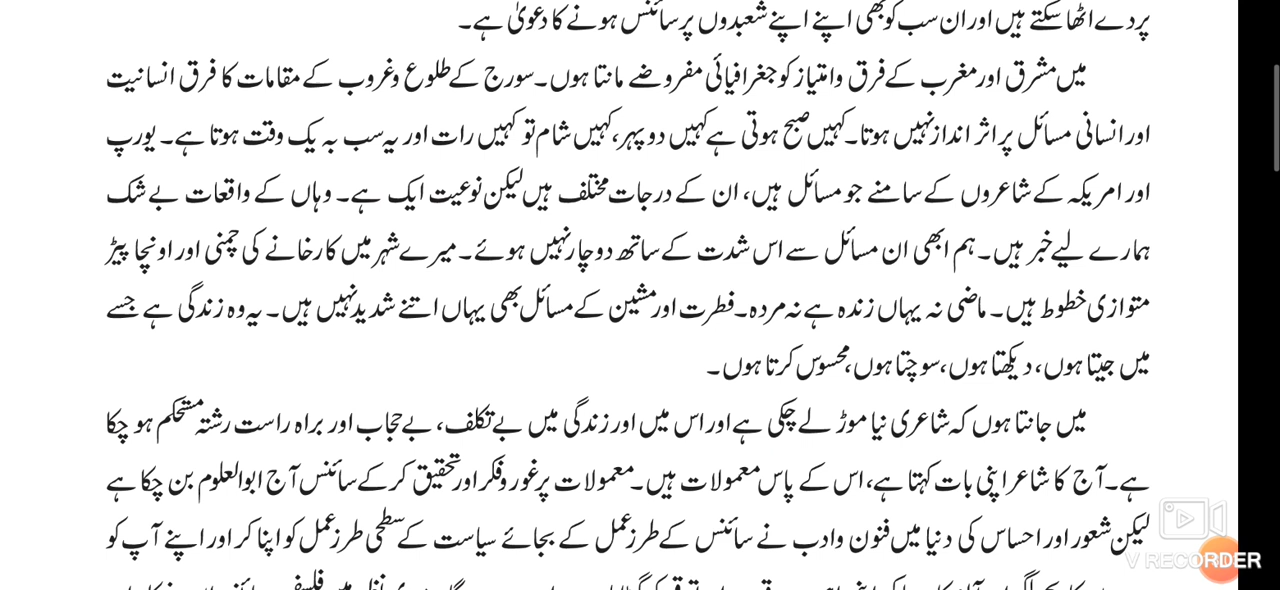 پردے اٹھا سکتے ہیں اور ان سب کو بھی اپنے اپنے شعبدوں پر سائنس ہونے کا دعویٰ ہے۔
میں مشرق اور مغرب کے فرق و امتیاز کو جغرافیائی مفروضے مانتا ہوں۔ سورج کے طلوع و غروب کے مقامات کا فرق انسانیت
اور انسانی مسائل پر اثر انداز نہیں ہوتا۔ کہیں صبح ہوتی ہے کہیں دوپہر، کہیں شام تو کہیں رات اور یہ سب بہ یک وقت ہوتا ہے۔ یورپ
اور امریکہ کے شاعروں کے سامنے جو مسائل ہیں، ان کے درجات مختلف ہیں لیکن نوعیت ایک ہے۔ وہاں کے واقعات بے شک
ہمارے لیے خبر ہیں۔ ہم ابھی ان مسائل سے اس شدت کے ساتھ دوچار نہیں ہوئے۔ میرے شہر میں کارخانے کی چمنی اور اونچا پیڑ
متوازی خطوط ہیں۔ ماضی نہ یہاں زندہ ہے نہ مردہ۔ فطرت اور مشین کے مسائل بھی یہاں اتنے شدید نہیں ہیں۔ یہ وہ زندگی ہے جسے
میں جیتا ہوں، دیکھتا ہوں، سوچتا ہوں، محسوس کرتا ہوں۔
میں جانتا ہوں کہ شاعری نیا موڑ لے چکی ہے اور اس میں اور زندگی میں بے تکلف، بے حجاب اور براہ راست رشتہ مستحکم ہو چکا
ہے۔ آج کا شاعر اپنی بات کہتا ہے، اس کے پاس معمولات ہیں۔ معمولات پر غور و فکر اور تحقیق کر کے سائنس آج ابوالعلوم بن چکا ہے
لیکن شعور اور احساس کی دنیا میں فنون و ادب نے سائنس کے طرز عمل کے بجائے سیاست کے سطحی طرز عمل کو اپنا کر اور اپنے آپ کو
V RECORDER